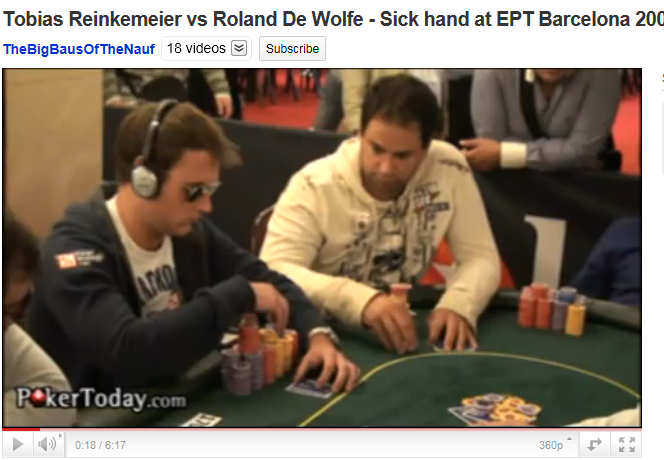 Tobias Reinkemeier vs Roland De Wolfe - Sick hand at EPT Barcelona 200
TheBigBausOfTheNauf 18 videos Subscribe
PokerToday.com
0:18 / 6:17 360p